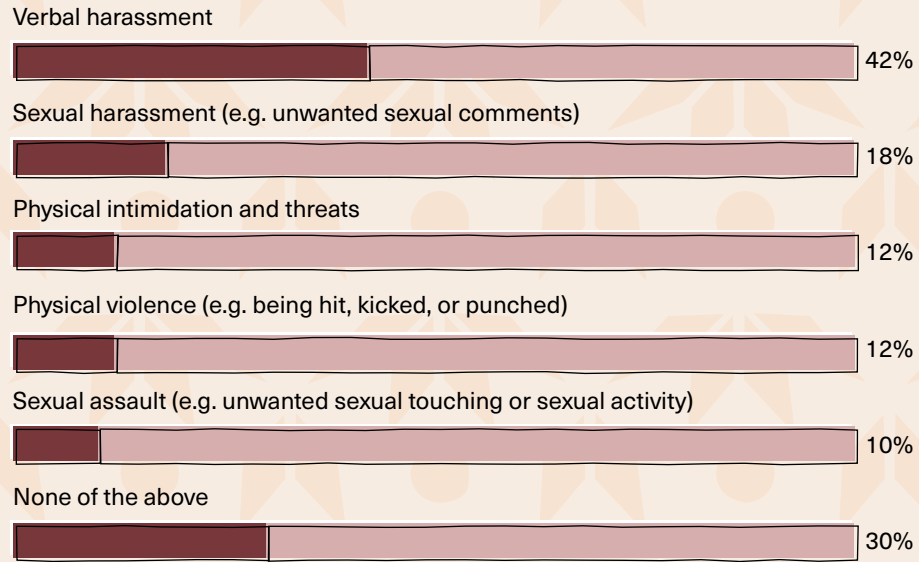 Verbal harassment
42%
Sexual harassment (e.g. unwanted sexual comments)
18%
Physical intimidation and threats
12%
Physical violence (e.g. being hit, kicked, or punched)
12%
Sexual assault (e.g. unwanted sexual touching or sexual activity)
10%
None of the above
30%